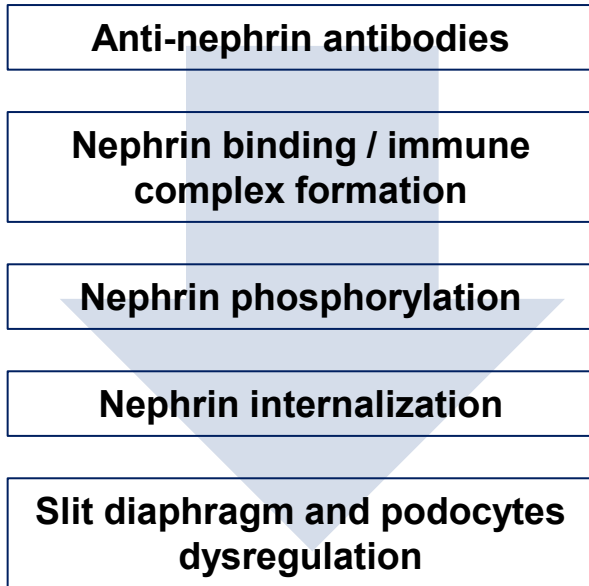 Anti-nephrin antibodies
Nephrin binding / immune
complex formation
Nephrin phosphorylation
Nephrin internalization
Slit diaphragm and podocytes
dysregulation